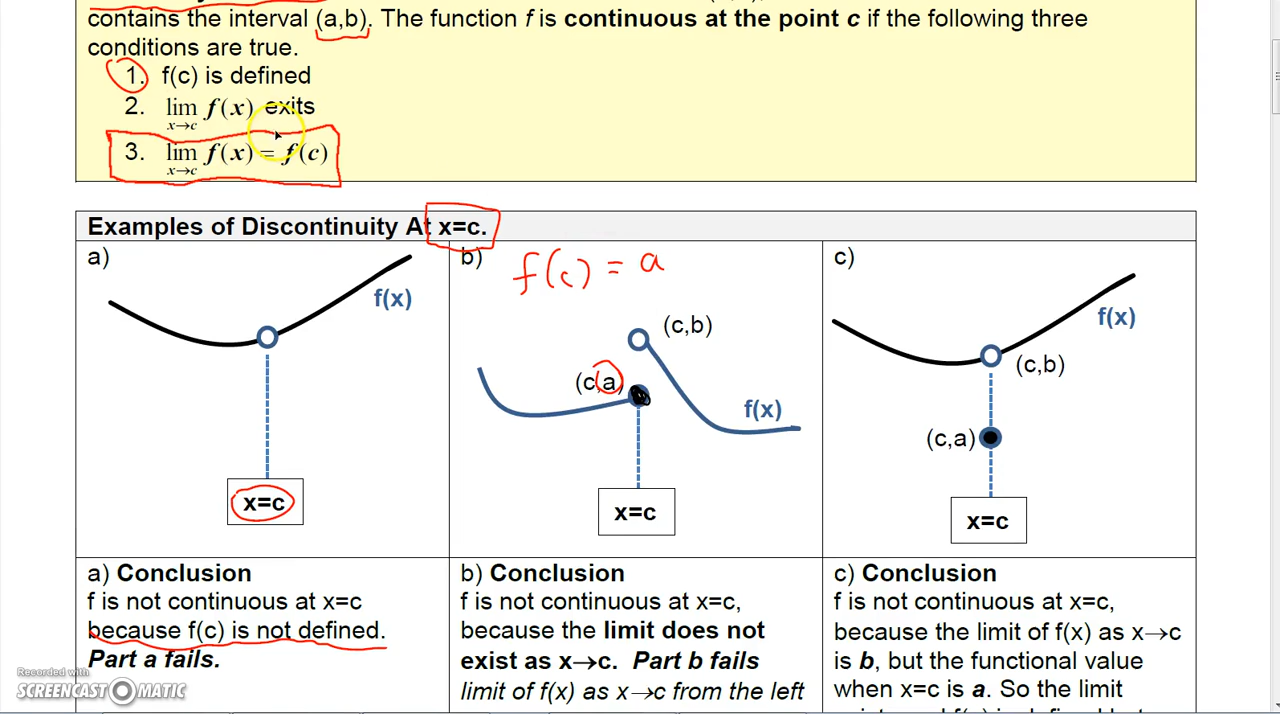 contains the interval (a,b). The function f is continuous at the point c if the following three
conditions are true.
1. f(c) is defined
2. lim f(x) exits
x→c
3. lim f(x) = f(c)
x→c
Examples of Discontinuity At x=c.
a)
f(x)
x=c
b)
f(c) = a
(c,b)
(c,a)
f(x)
x=c
c)
f(x)
(c,b)
(c,a)
x=c
a) Conclusion
f is not continuous at x=c
because f(c) is not defined.
Part a fails.
b) Conclusion
f is not continuous at x=c,
because the limit does not
exist as x→c. Part b fails
limit of f(x) as x→c from the left
c) Conclusion
f is not continuous at x=c,
because the limit of f(x) as x→c
is b, but the functional value
when x=c is a. So the limit
Recorded with
SCREENCAST-O-MATIC